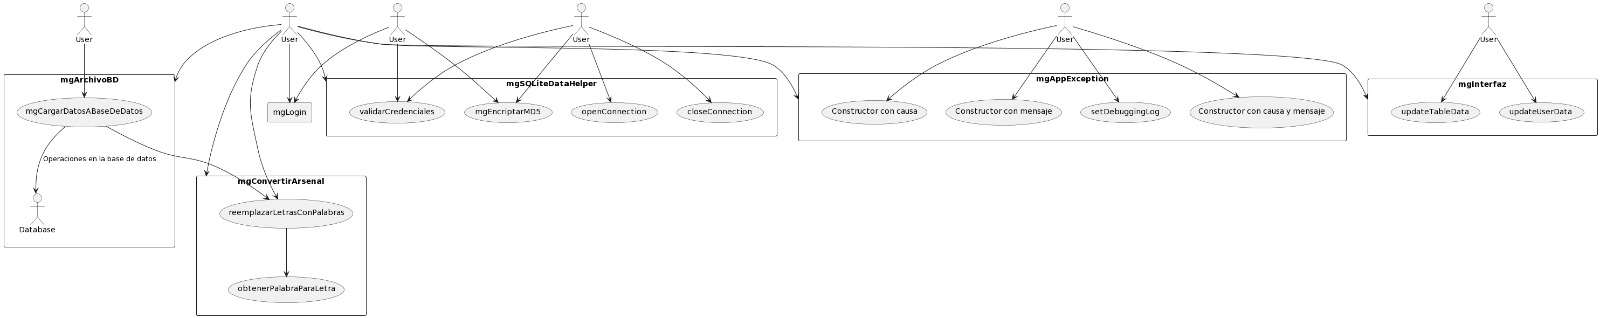 User
User
User
User
User
User
mgArchivoBD
mgSQLiteDataHelper
mgAppException
mgInterfaz
mgCargarDatosABaseDeDatos
mgLogin
validarCredenciales
mgEncriptarMD5
openConnection
closeConnection
Constructor con causa
Constructor con mensaje
setDebuggingLog
Constructor con causa y mensaje
updateTableData
updateUserData
Operaciones en la base de datos
mgConvertirArsenal
reemplazarLetrasConPalabras
Database
obtenerPalabraParaLetra